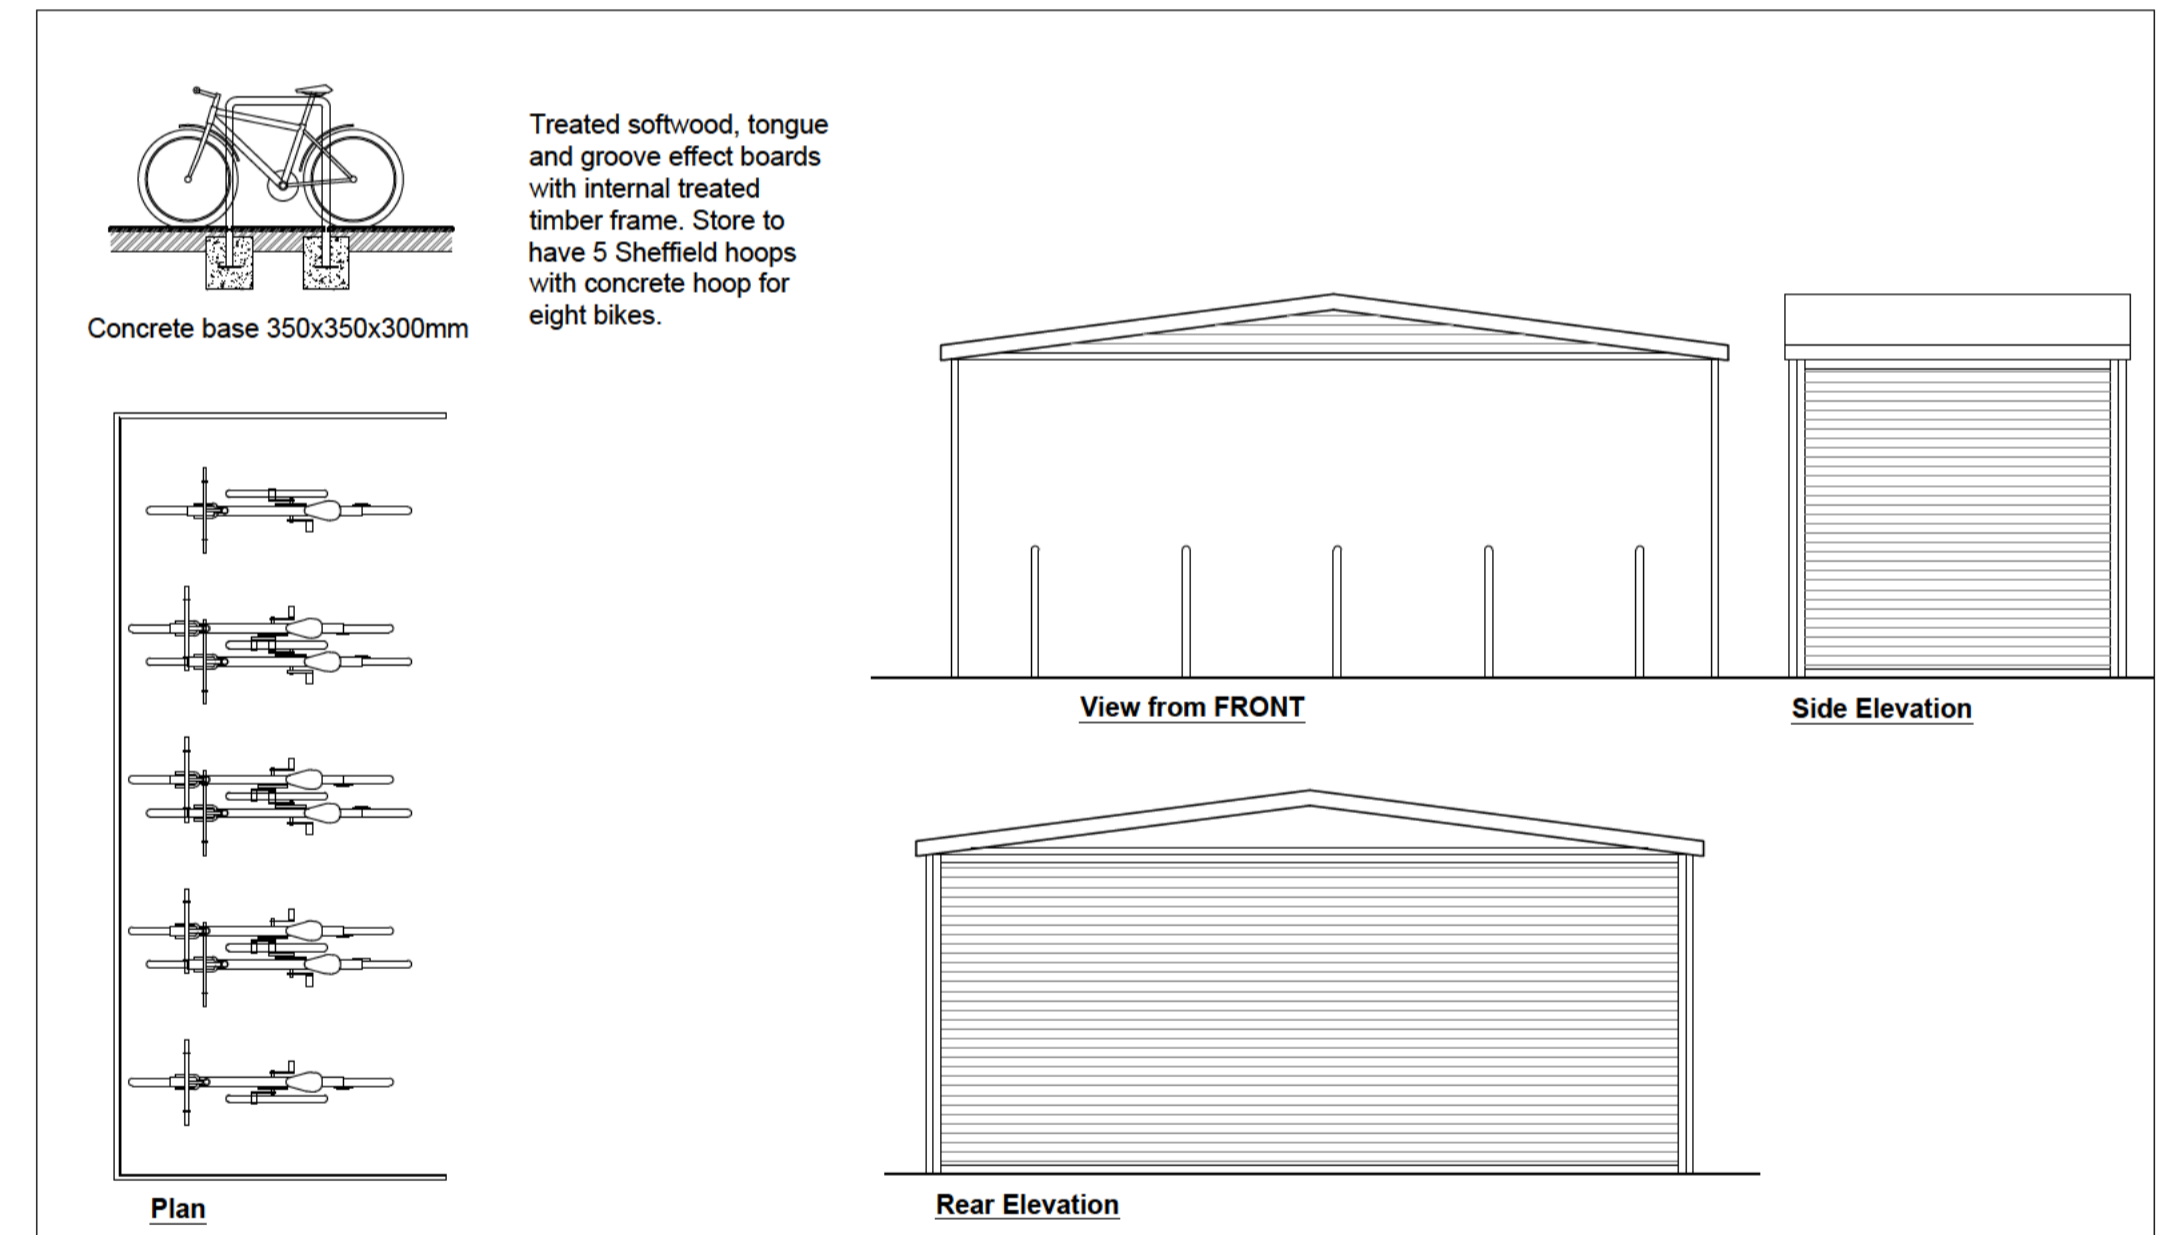 Treated softwood, tongue
and groove effect boards
with internal treated
timber frame. Store to
have 5 Sheffield hoops
with concrete hoop for
eight bikes.
Concrete base 350x350x300mm
View from FRONT
Side Elevation
Plan
Rear Elevation